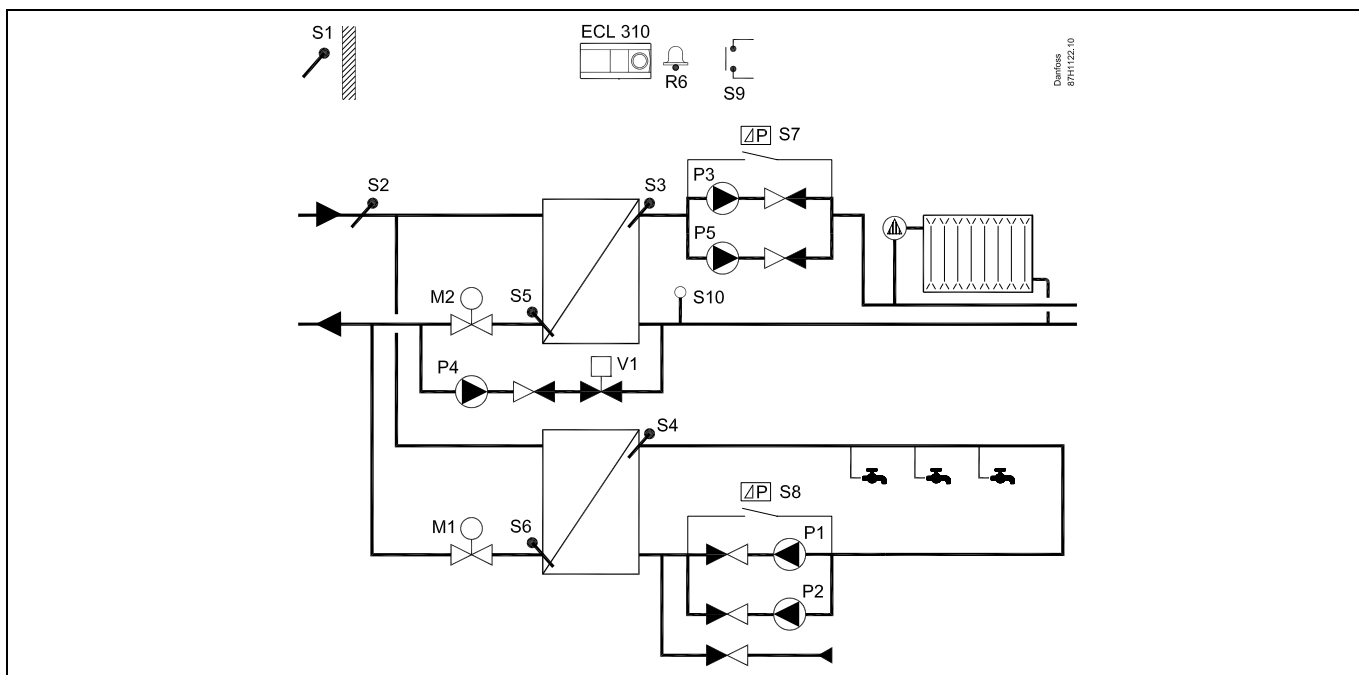 S1
ECL 310
R6
S9
Danfoss
87H1122.10
⊿P S7
S2
S3
P3
P5
M2
S5
S10
P4
V1
S4
⊿P S8
M1
S6
P1
P2